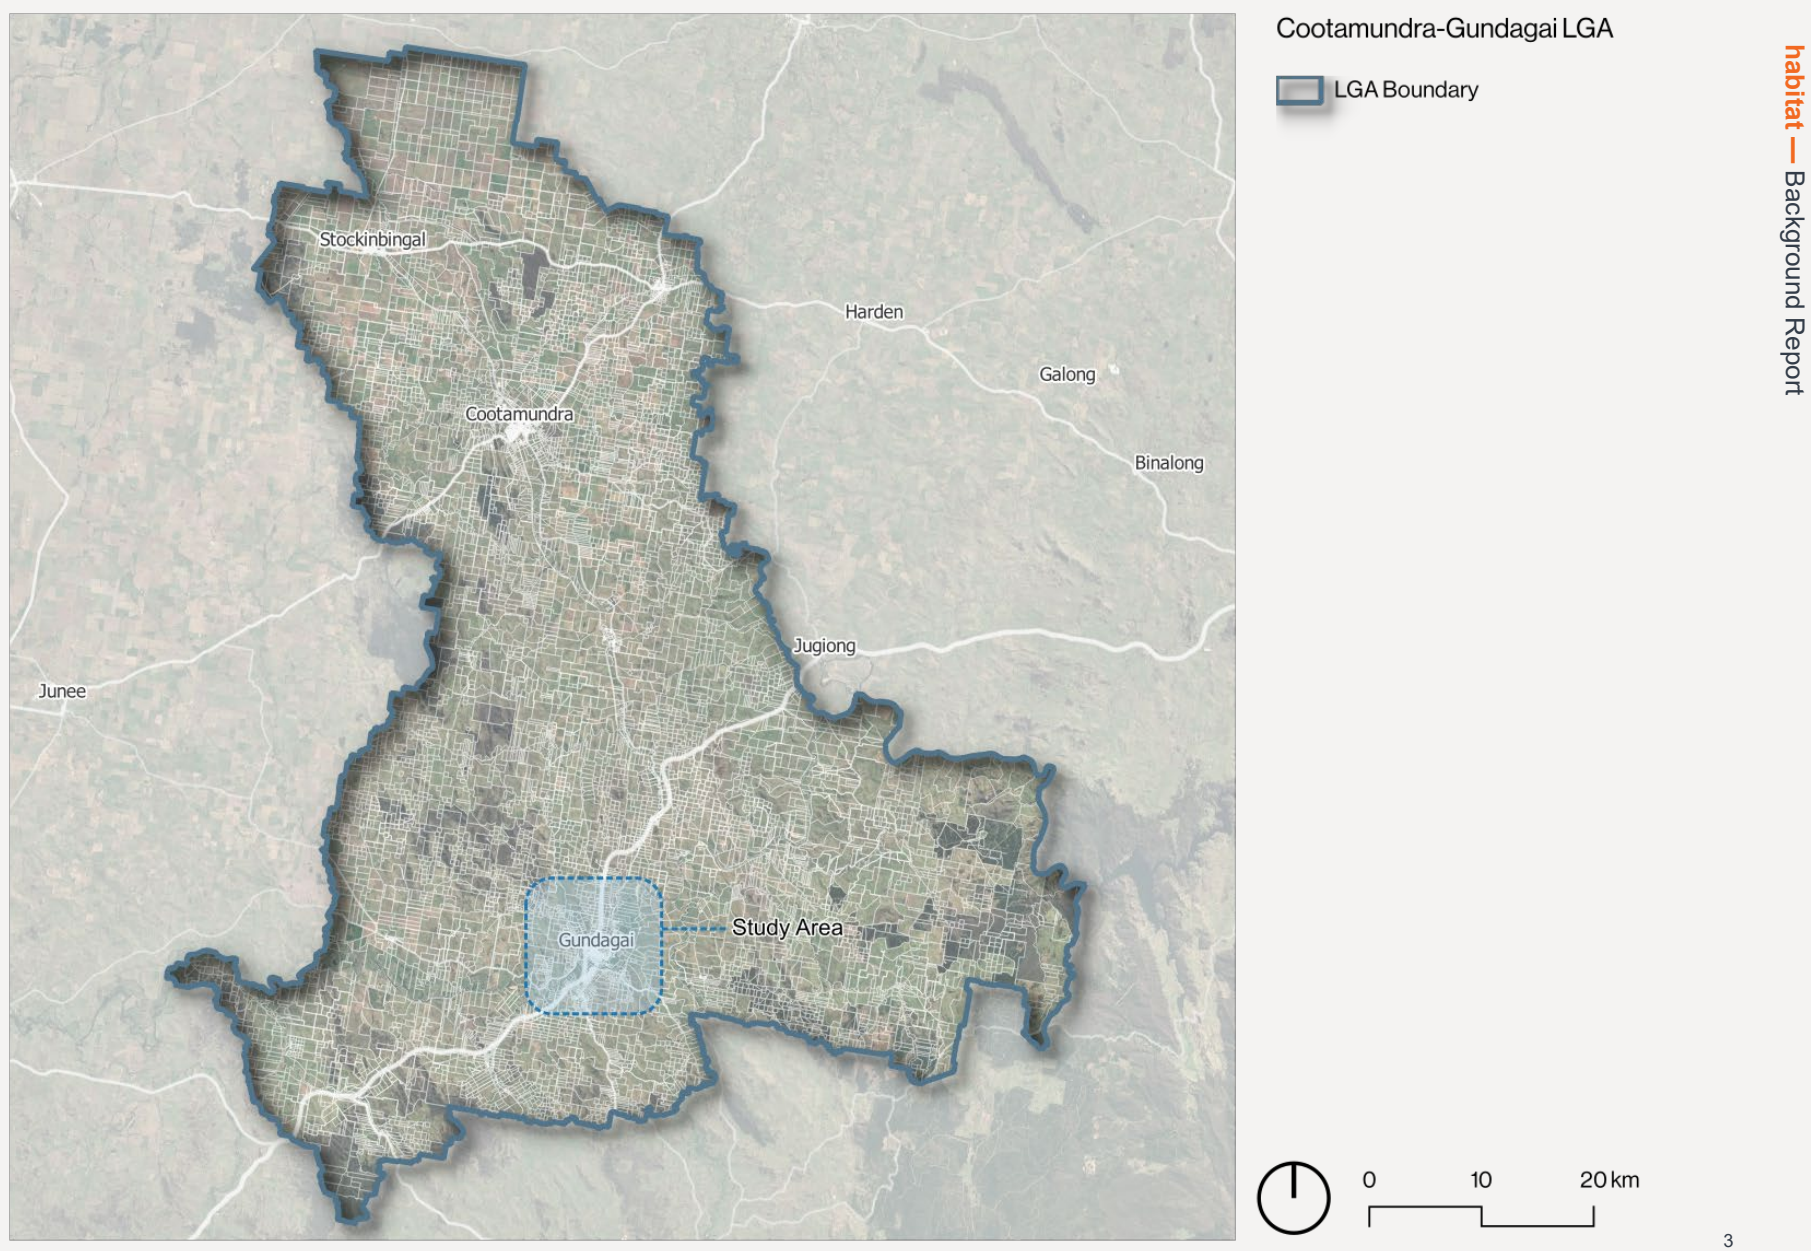 Cootamundra-Gundagai LGA
LGA Boundary
habitat — Background Report
Stockinbingal
Harden
Galong
Cootamundra
Binalong
Jugiong
Junee
Study Area
Gundagai
0 10 20 km
3